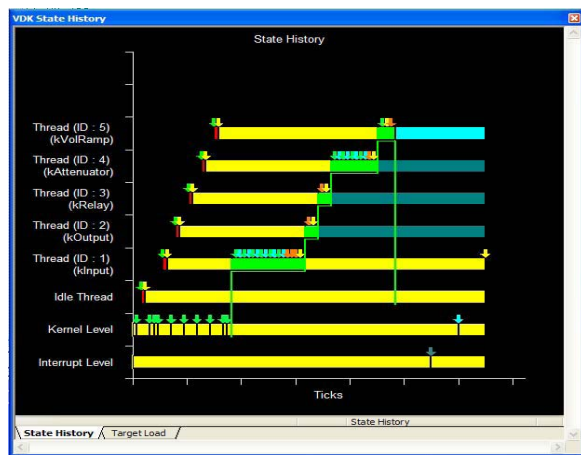 VDK State History
State History
Thread (ID : 5)
(kVolRamp)
Thread (ID : 4)
(kAttenuator)
Thread (ID : 3)
(kRelay)
Thread (ID : 2)
(kOutput)
Thread (ID : 1)
(kInput)
Idle Thread
Kernel Level
Interrupt Level
Ticks
State History
State History Target Load